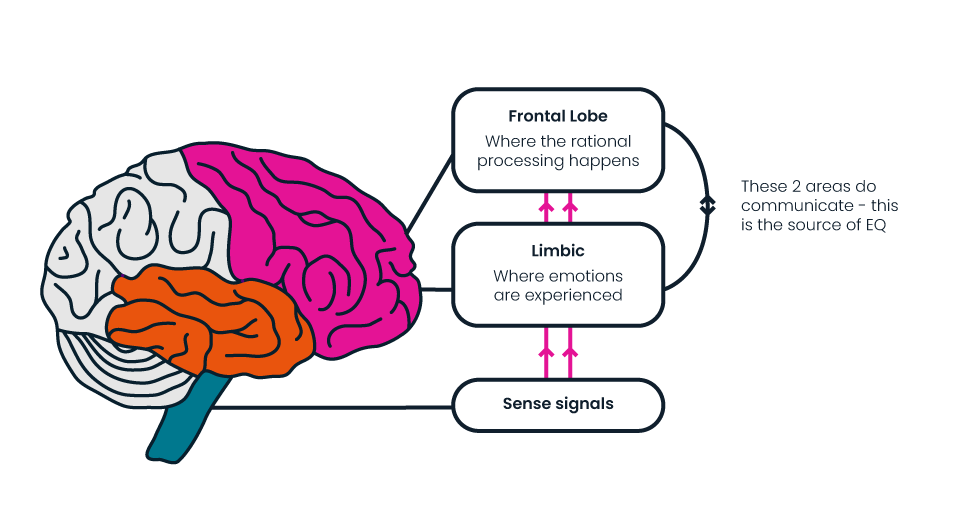 Frontal Lobe
Where the rational
processing happens
These 2 areas do
communicate - this
is the source of EQ
Limbic
Where emotions
are experienced
Sense signals